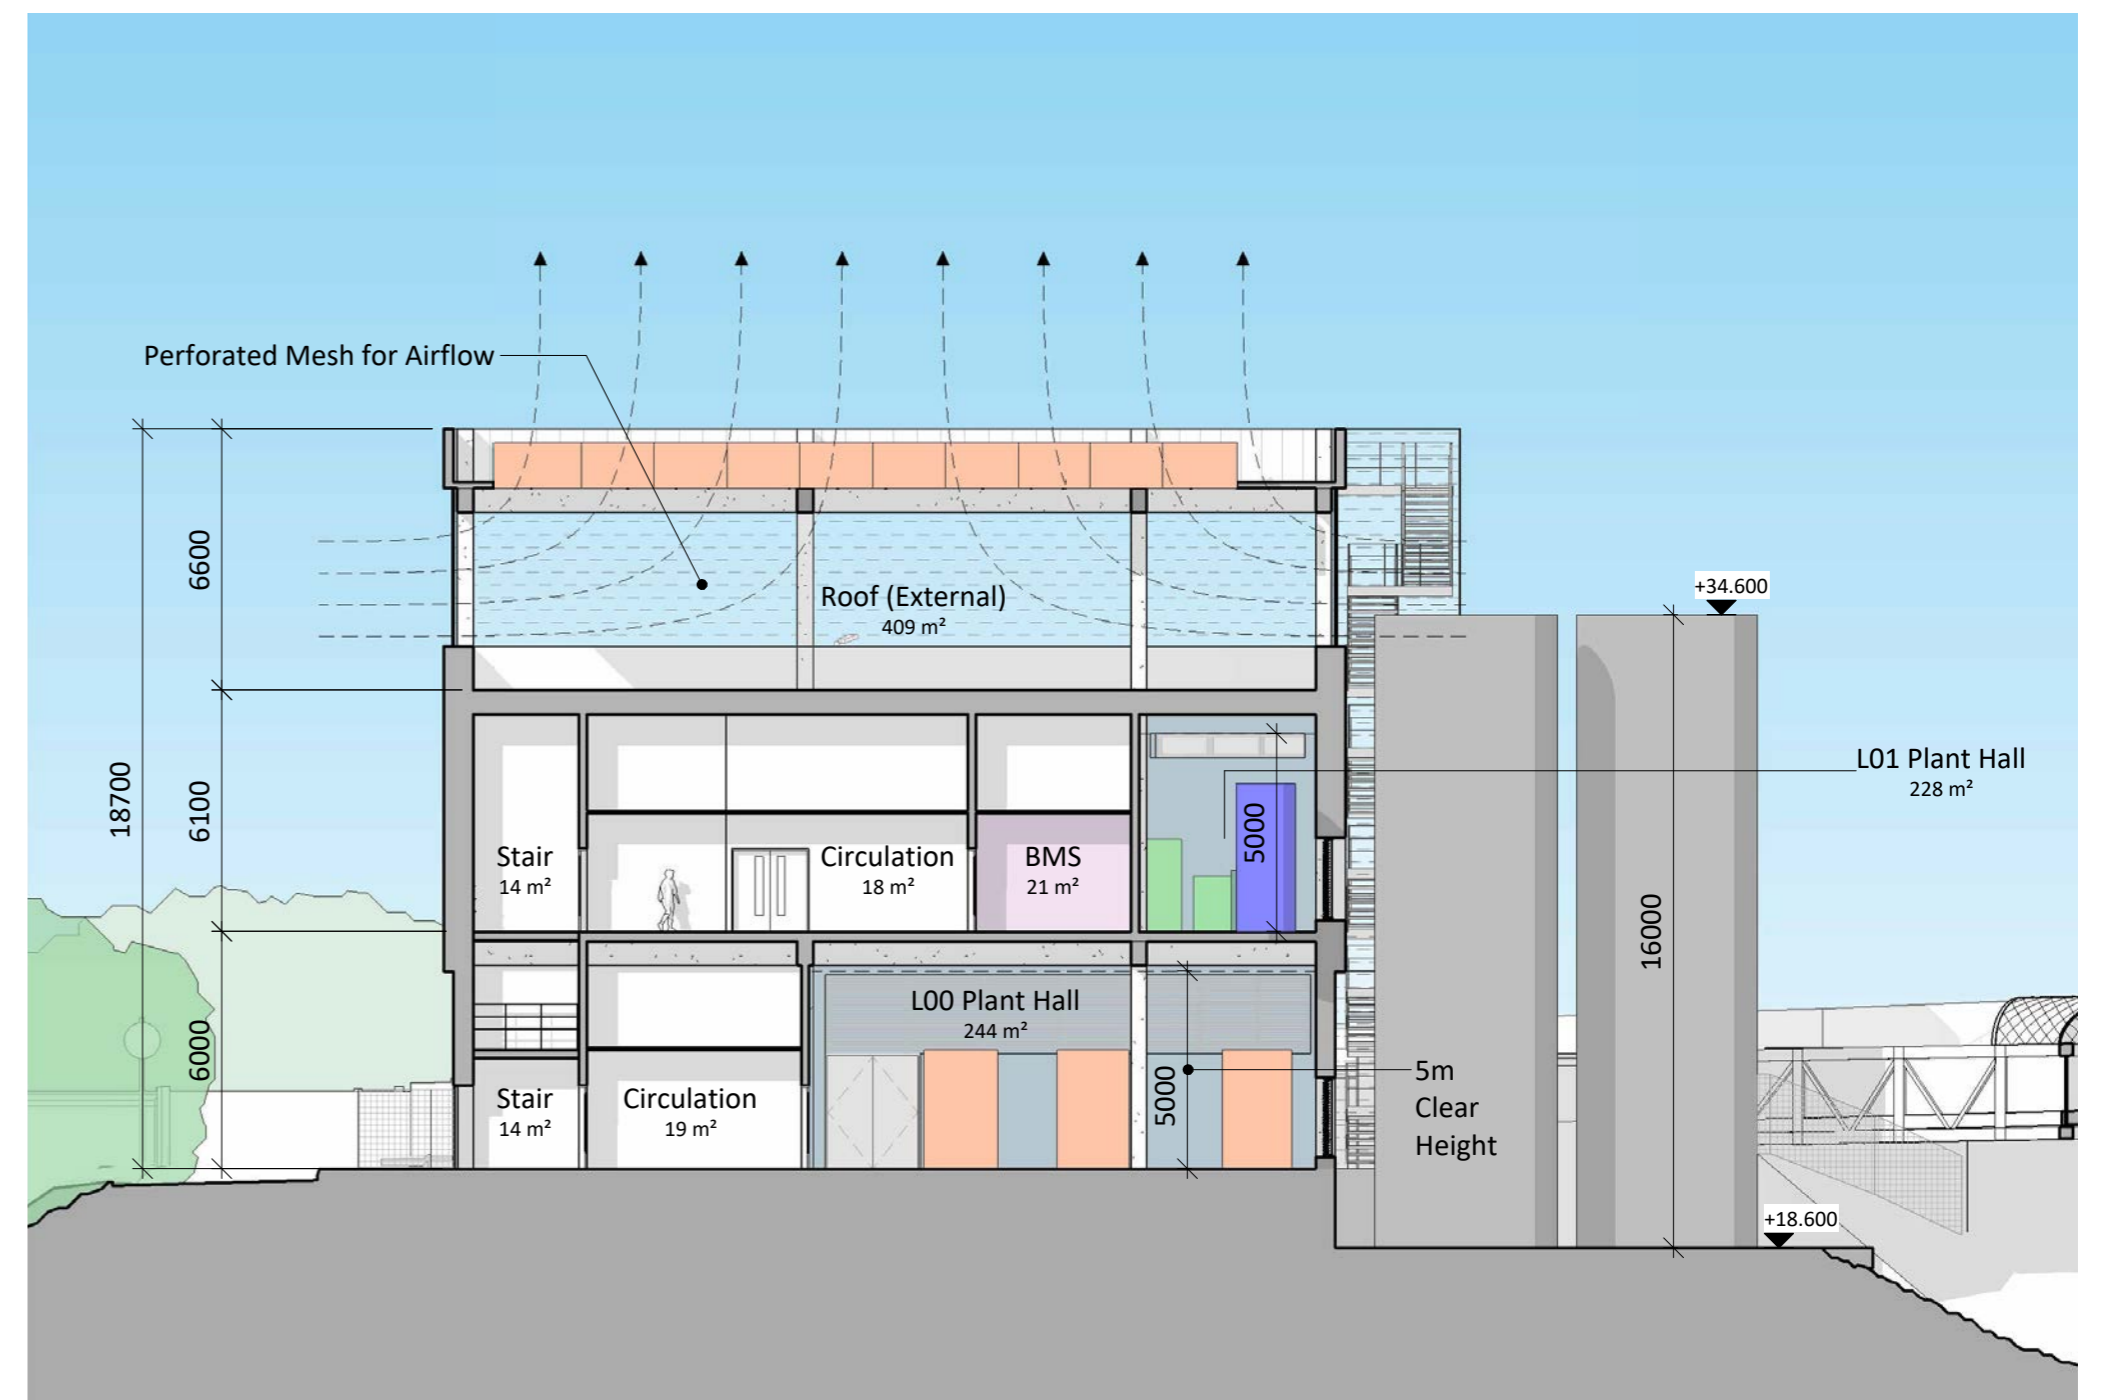 Perforated Mesh for Airflow
18700
6600
6100
6000
Roof (External)
409 m²
+34.600
L01 Plant Hall
228 m²
5000
Stair
14 m²
Circulation
18 m²
BMS
21 m²
16000
L00 Plant Hall
244 m²
5000
5m
Clear
Height
Stair
14 m²
Circulation
19 m²
+18.600